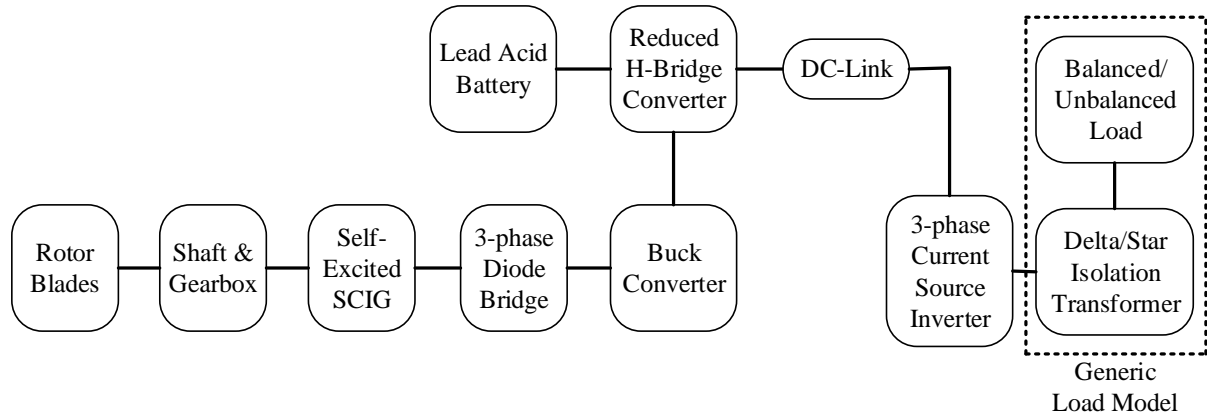 Lead Acid
Battery
Reduced
H-Bridge
Converter
DC-Link
Balanced/
Unbalanced
Load
Rotor
Blades
Shaft &
Gearbox
Self-
Excited
SCIG
3-phase
Diode
Bridge
Buck
Converter
3-phase
Current
Source
Inverter
Delta/Star
Isolation
Transformer
Generic
Load Model